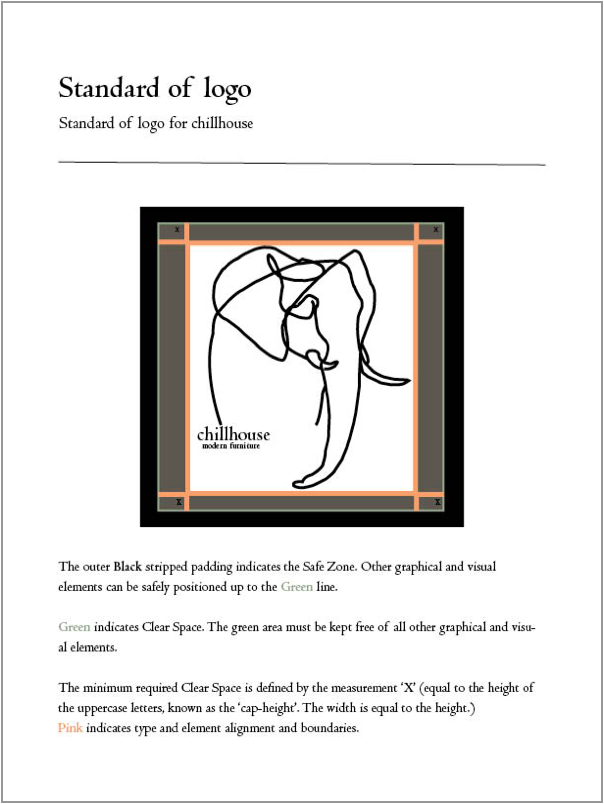 Standard of logo
Standard of logo for chillhouse
x x
chillhouse
modern furniture
x x
The outer Black stripped padding indicates the Safe Zone. Other graphical and visual
elements can be safely positioned up to the Green line.
Green indicates Clear Space. The green area must be kept free of all other graphical and visu-
al elements.
The minimum required Clear Space is defined by the measurement ‘X’ (equal to the height of
the uppercase letters, known as the ‘cap-height’. The width is equal to the height.)
Pink indicates type and element alignment and boundaries.